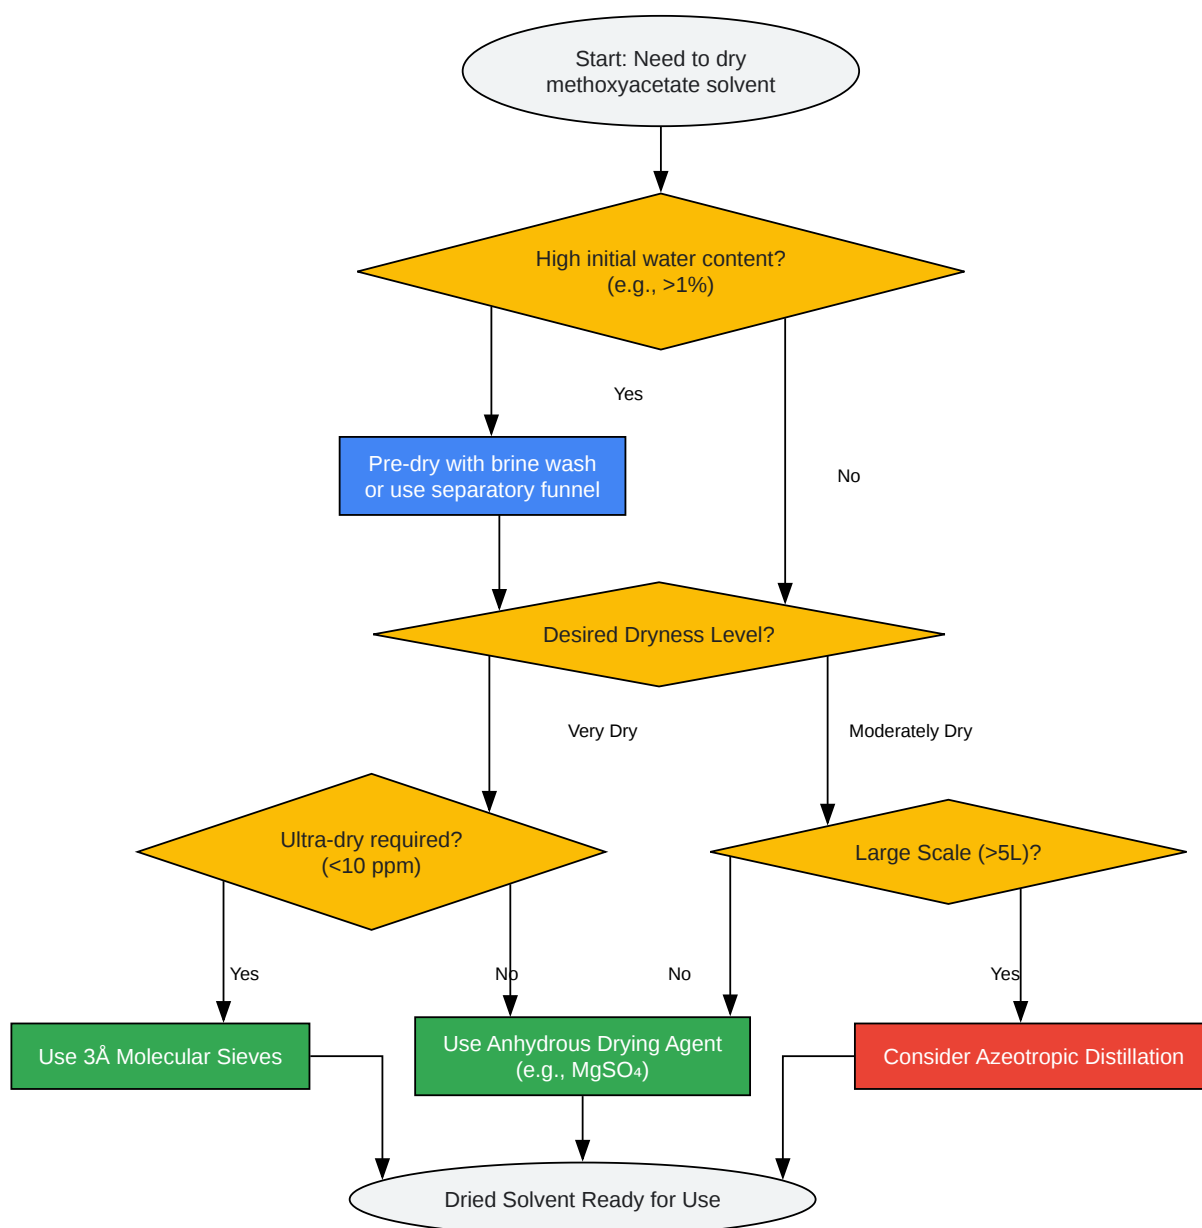 Start: Need to dry
methoxyacetate solvent
High initial water content?
(e.g., >1%)
Yes
Pre-dry with brine wash
or use separatory funnel
No
Desired Dryness Level?
Very Dry
Moderately Dry
Ultra-dry required?
(<10 ppm)
Large Scale (>5L)?
Yes
No
No
Yes
Use 3Å Molecular Sieves
Use Anhydrous Drying Agent
(e.g., MgSO₄)
Consider Azeotropic Distillation
Dried Solvent Ready for Use